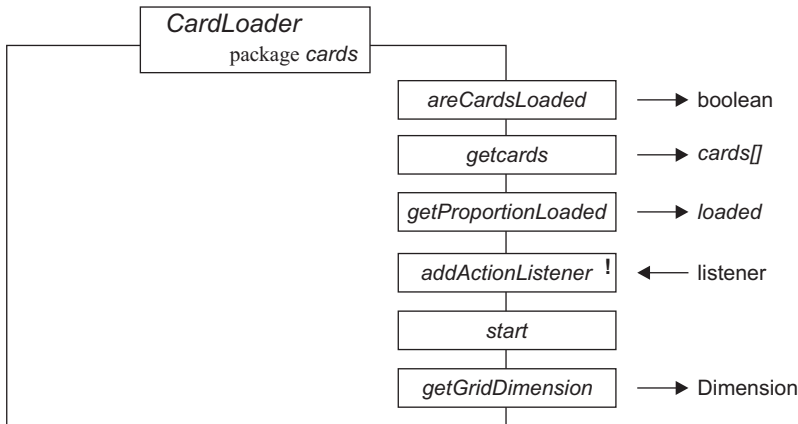 CardLoader
package cards
areCardsLoaded
boolean
getcards
cards[]
getProportionLoaded
loaded
addActionListener !
listener
start
getGridDimension
Dimension